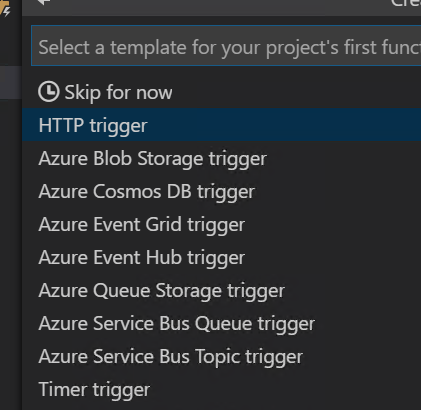 Crea
Select a template for your project's first func
Skip for now
HTTP trigger
Azure Blob Storage trigger
Azure Cosmos DB trigger
Azure Event Grid trigger
Azure Event Hub trigger
Azure Queue Storage trigger
Azure Service Bus Queue trigger
Azure Service Bus Topic trigger
Timer trigger